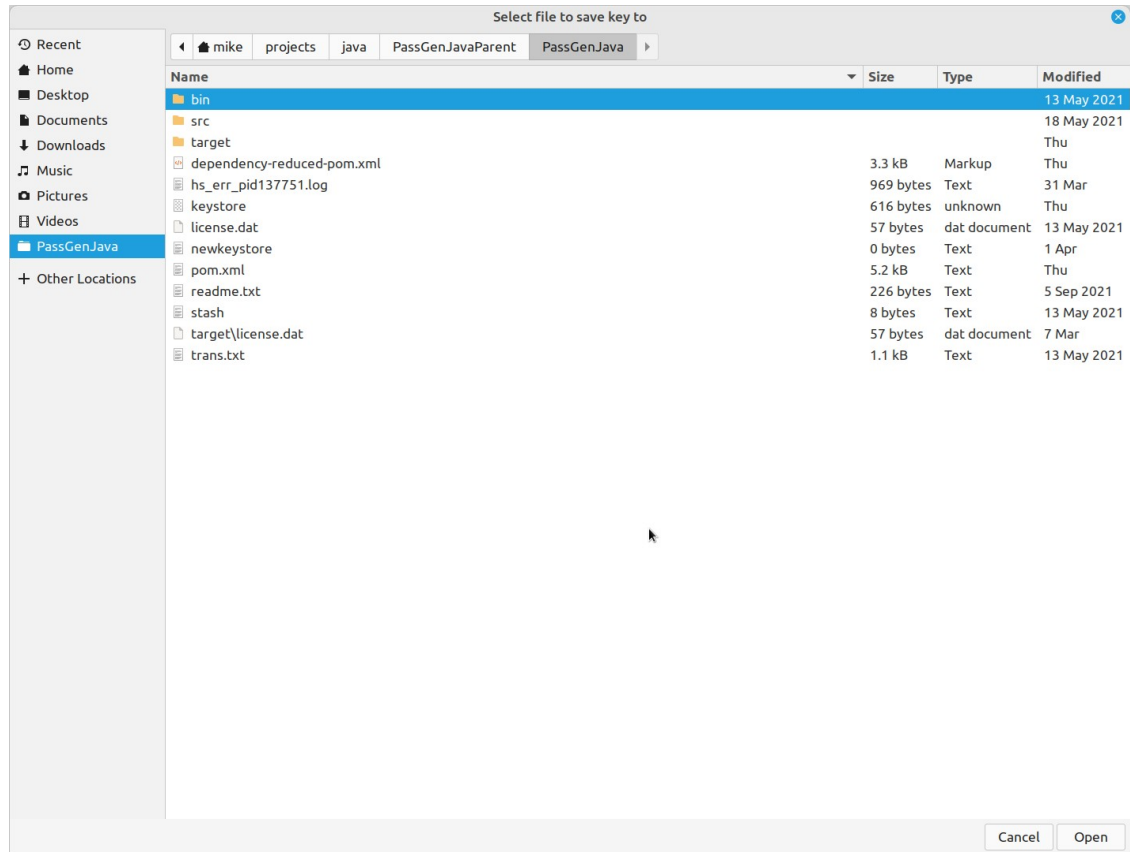 Select file to save key to
Recent
Home
Desktop
Documents
Downloads
Music
Pictures
Videos
PassGenJava
+ Other Locations
mike projects java PassGenJavaParent PassGenJava
Name Size Type Modified
bin 13 May 2021
src 18 May 2021
target Thu
dependency-reduced-pom.xml 3.3 kB Markup Thu
hs_err_pid137751.log 969 bytes Text 31 Mar
keystore 616 bytes unknown Thu
license.dat 57 bytes dat document 13 May 2021
newkeystore 0 bytes Text 1 Apr
pom.xml 5.2 kB Text Thu
readme.txt 226 bytes Text 5 Sep 2021
stash 8 bytes Text 13 May 2021
target\license.dat 57 bytes dat document 7 Mar
trans.txt 1.1 kB Text 13 May 2021
Cancel Open